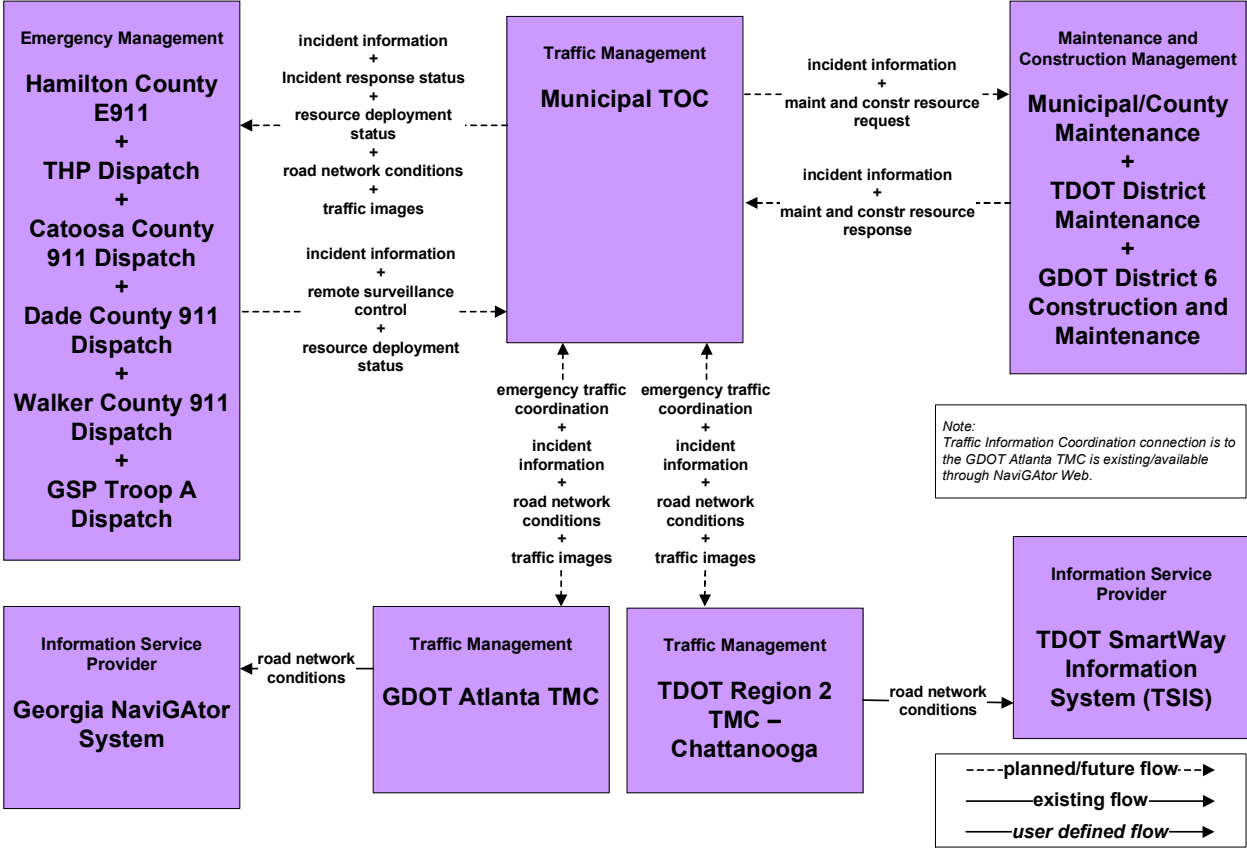 Emergency Management
Hamilton County
E911
+
THP Dispatch
+
Catoosa County
911 Dispatch
+
Dade County 911
Dispatch
+
Walker County 911
Dispatch
+
GSP Troop A
Dispatch
incident information
+
Incident response status
+
resource deployment
status
+
road network conditions
+
traffic images
incident information
+
remote surveillance
control
+
resource deployment
status
Traffic Management
Municipal TOC
incident information
+
maint and constr resource
request
incident information
+
maint and constr resource
response
Maintenance and
Construction Management
Municipal/County
Maintenance
+
TDOT District
Maintenance
+
GDOT District 6
Construction and
Maintenance
emergency traffic
coordination
+
incident
information
+
road network
conditions
+
traffic images
emergency traffic
coordination
+
incident
information
+
road network
conditions
+
traffic images
Note:
Traffic Information Coordination connection is to
the GDOT Atlanta TMC is existing/available
through NaviGAtor Web.
Information Service
Provider
Georgia NaviGAtor
System
road network
conditions
Traffic Management
GDOT Atlanta TMC
Traffic Management
TDOT Region 2
TMC –
Chattanooga
road network
conditions
Information Service
Provider
TDOT SmartWay
Information
System (TSIS)
planned/future flow
existing flow
user defined flow